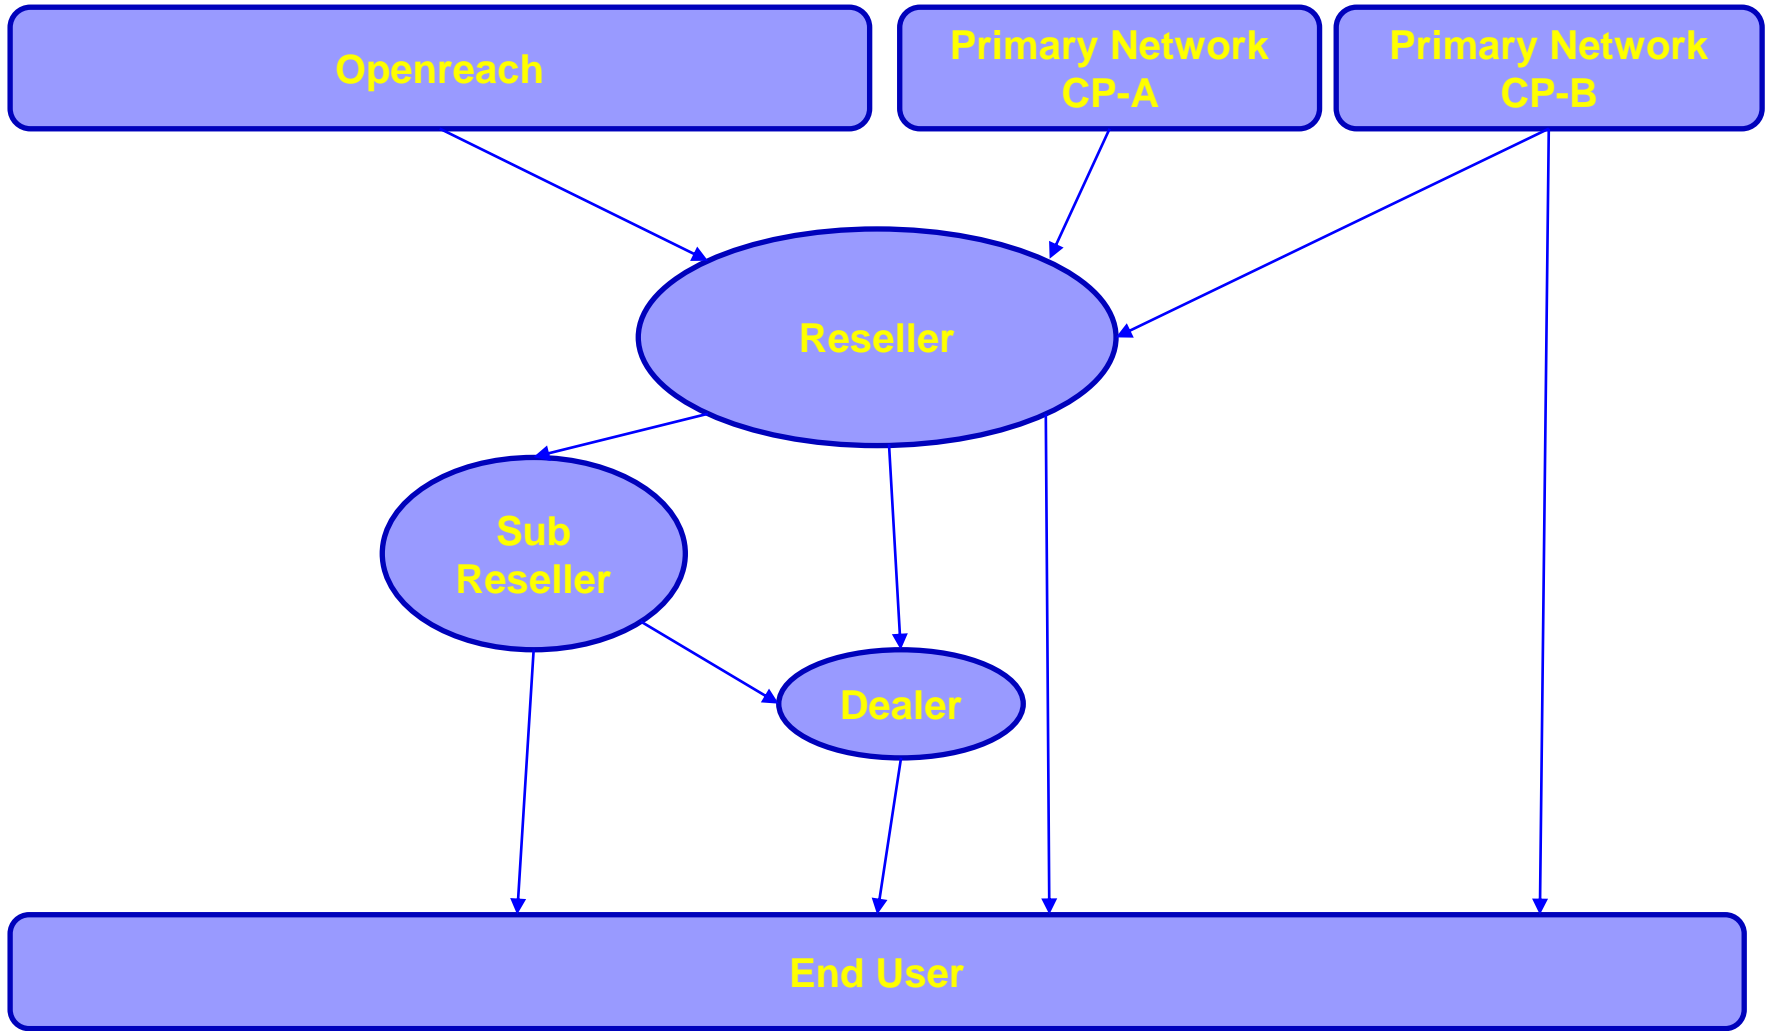 Openreach
Primary Network
CP-A
Primary Network
CP-B
Reseller
Sub
Reseller
Dealer
End User